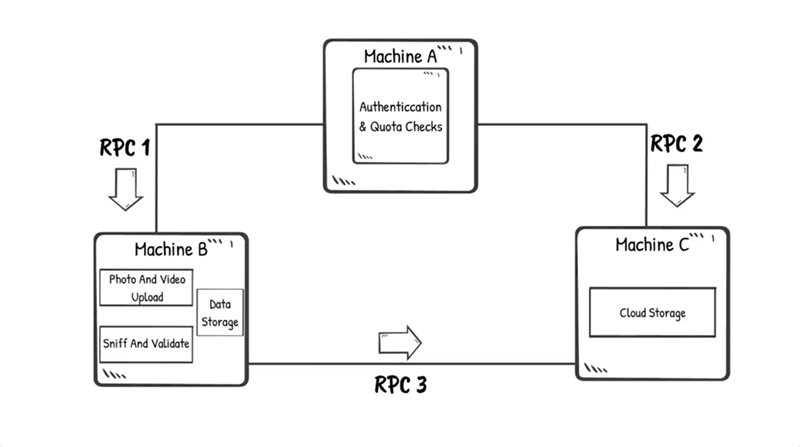 Machine A
Authenticcation
& Quota Checks
RPC 1
RPC 2
Machine B
Photo And Video
Upload
Data
Storage
Sniff And Validate
Machine C
Cloud Storage
RPC 3